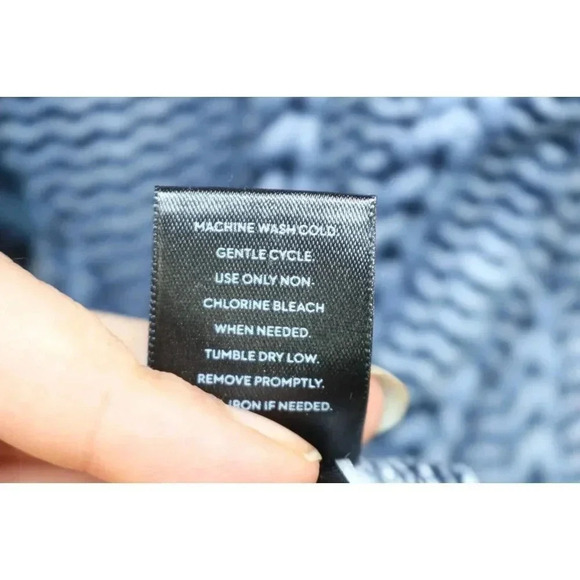 MACHINE WASH COLD.
GENTLE CYCLE.
USE ONLY NON-
CHLORINE BLEACH
WHEN NEEDED.
TUMBLE DRY LOW.
REMOVE PROMPTLY.
IRON IF NEEDED.